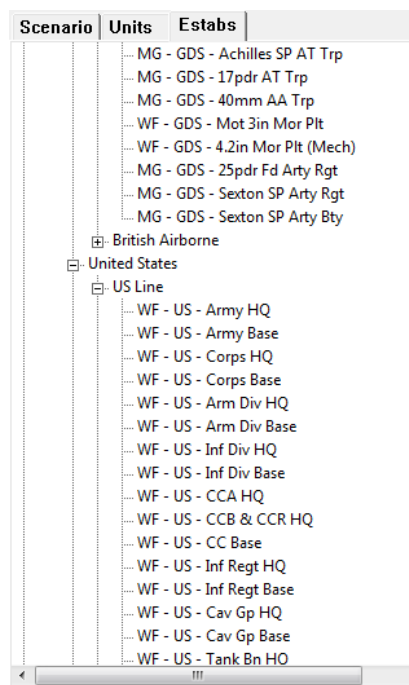 Scenario Units Estabs
MG - GDS - Achilles SP AT Trp
MG - GDS - 17pdr AT Trp
MG - GDS - 40mm AA Trp
WF - GDS - Mot 3in Mor Plt
WF - GDS - 4.2in Mor Plt (Mech)
MG - GDS - 25pdr Fd Arty Rgt
MG - GDS - Sexton SP Arty Rgt
MG - GDS - Sexton SP Arty Bty
British Airborne
United States
US Line
WF - US - Army HQ
WF - US - Army Base
WF - US - Corps HQ
WF - US - Corps Base
WF - US - Arm Div HQ
WF - US - Arm Div Base
WF - US - Inf Div HQ
WF - US - Inf Div Base
WF - US - CCA HQ
WF - US - CCB & CCR HQ
WF - US - CC Base
WF - US - Inf Regt HQ
WF - US - Inf Regt Base
WF - US - Cav Gp HQ
WF - US - Cav Gp Base
WF - US - Tank Bn HQ